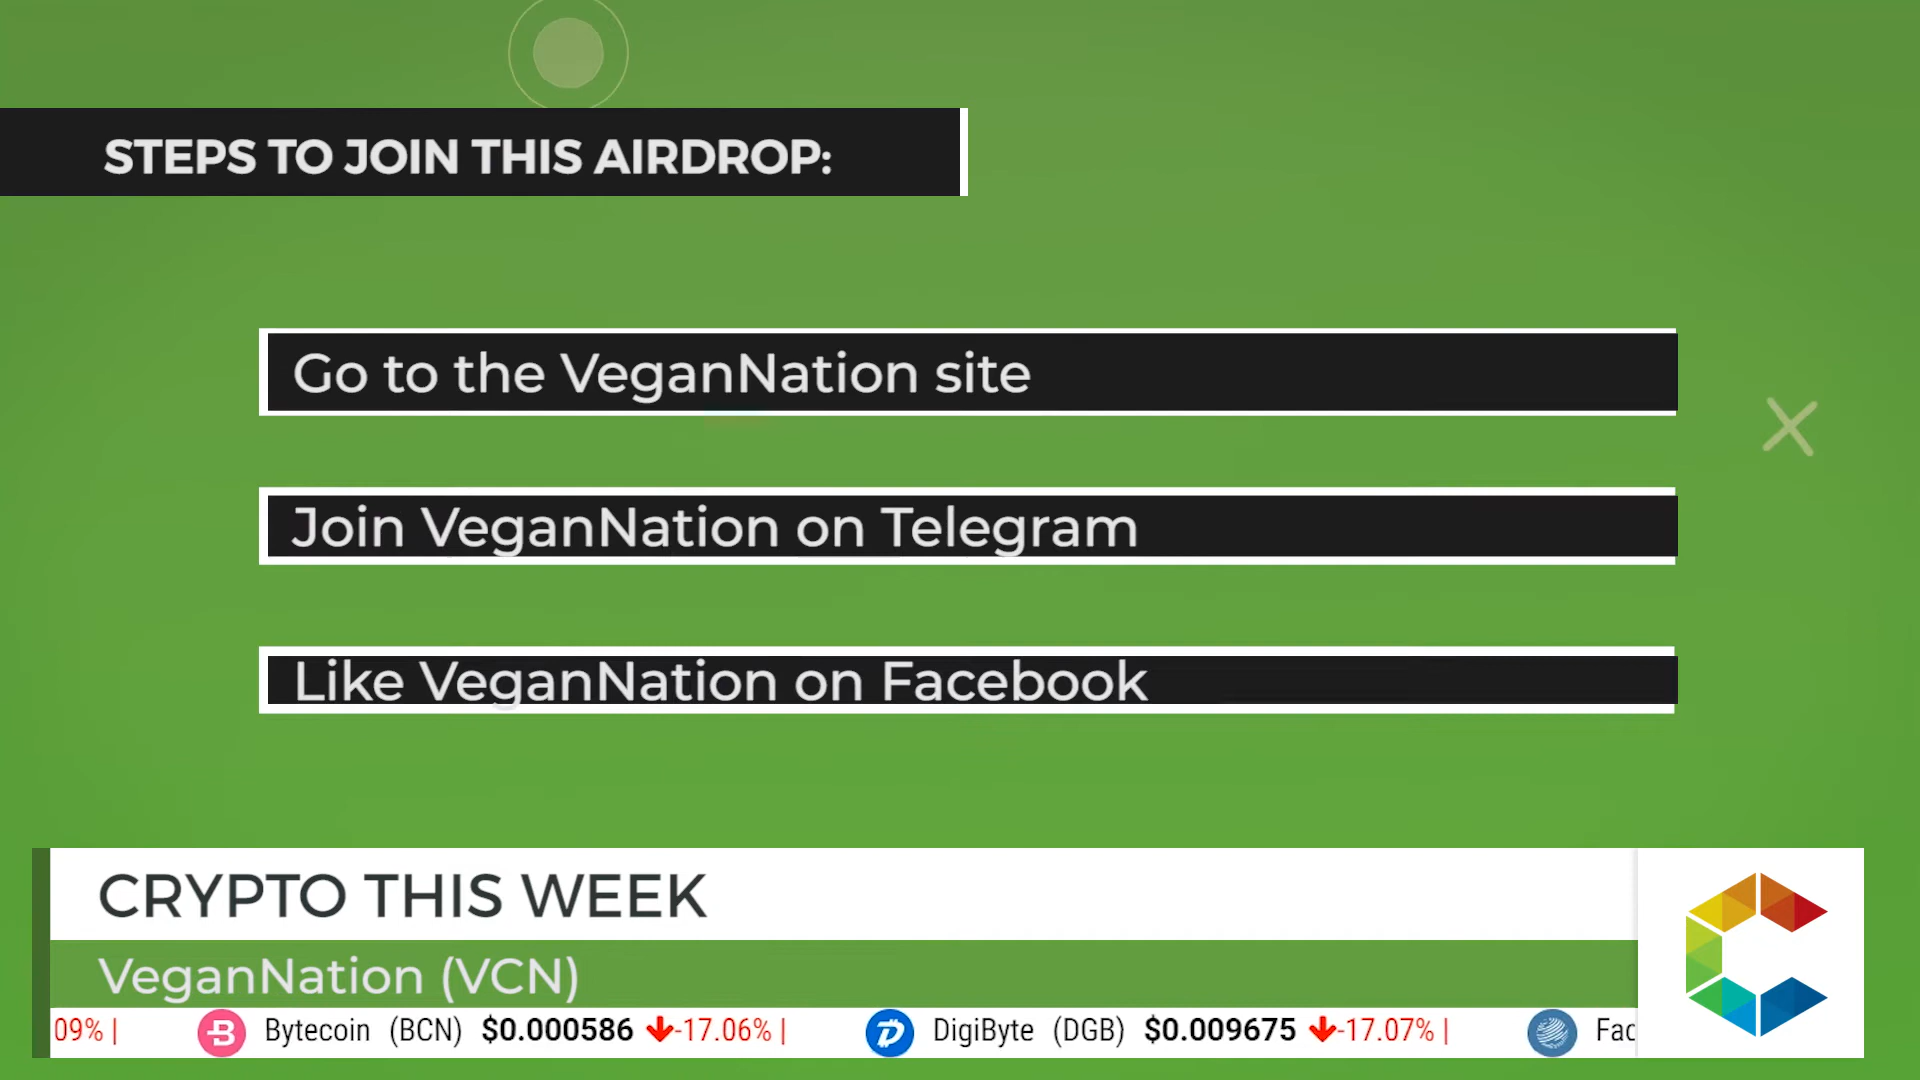 STEPS TO JOIN THIS AIRDROP:
Go to the VeganNation site
Join VeganNation on Telegram
Like VeganNation on Facebook
CRYPTO THIS WEEK
VeganNation (VCN)
09% | Bytecoin (BCN) $0.000586 -17.06% | DigiByte (DGB) $0.009675 -17.07% | Fac